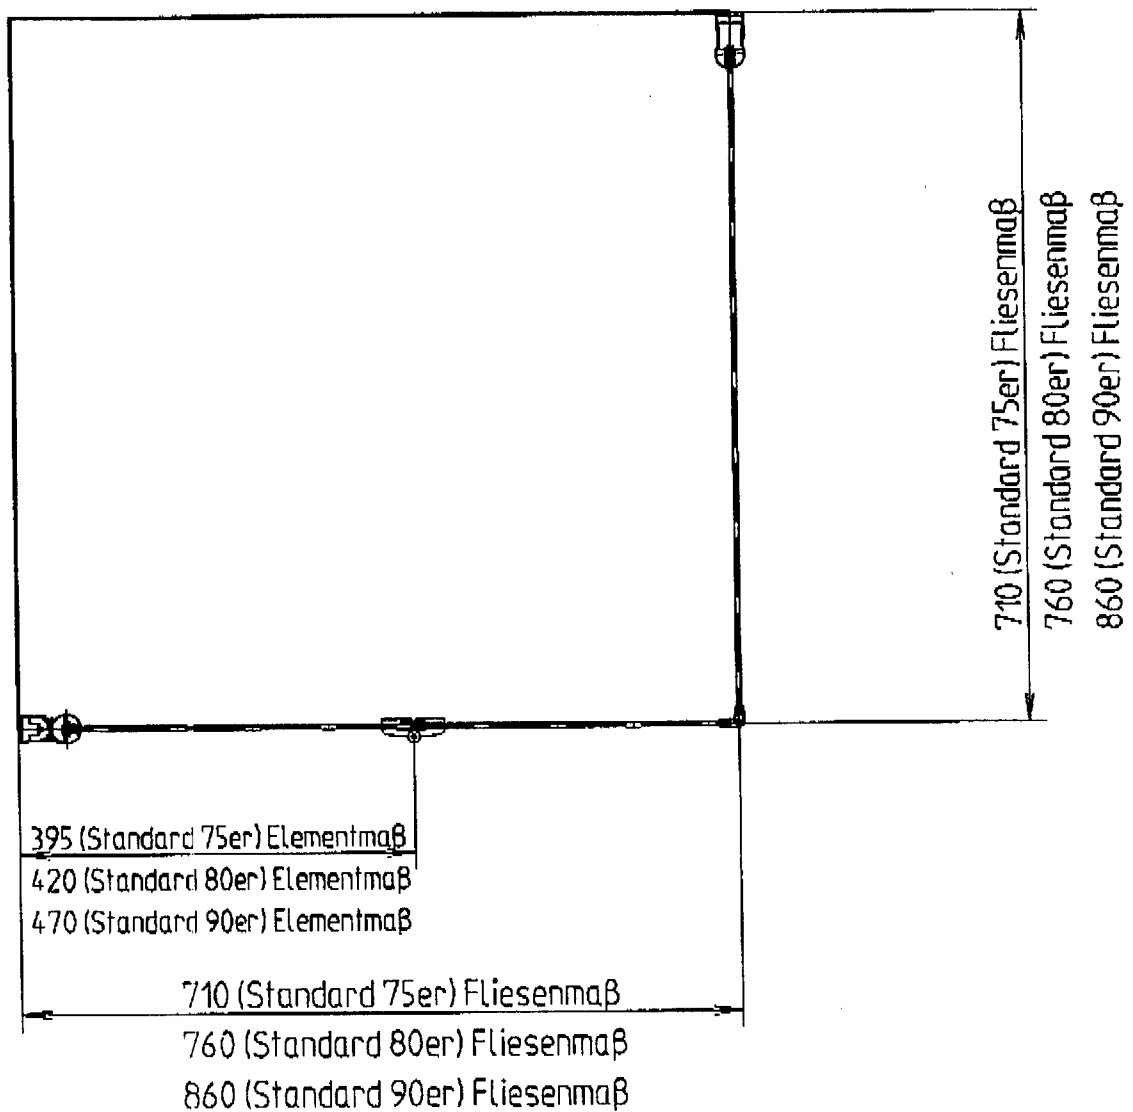 710 (Standard 75er) Fliesenmaß
760 (Standard 80er) Fliesenmaß
860 (Standard 90er) Fliesenmaß
395 (Standard 75er) Elementmaß
420 (Standard 80er) Elementmaß
470 (Standard 90er) Elementmaß
710 (Standard 75er) Fliesenmaß
760 (Standard 80er) Fliesenmaß
860 (Standard 90er) Fliesenmaß